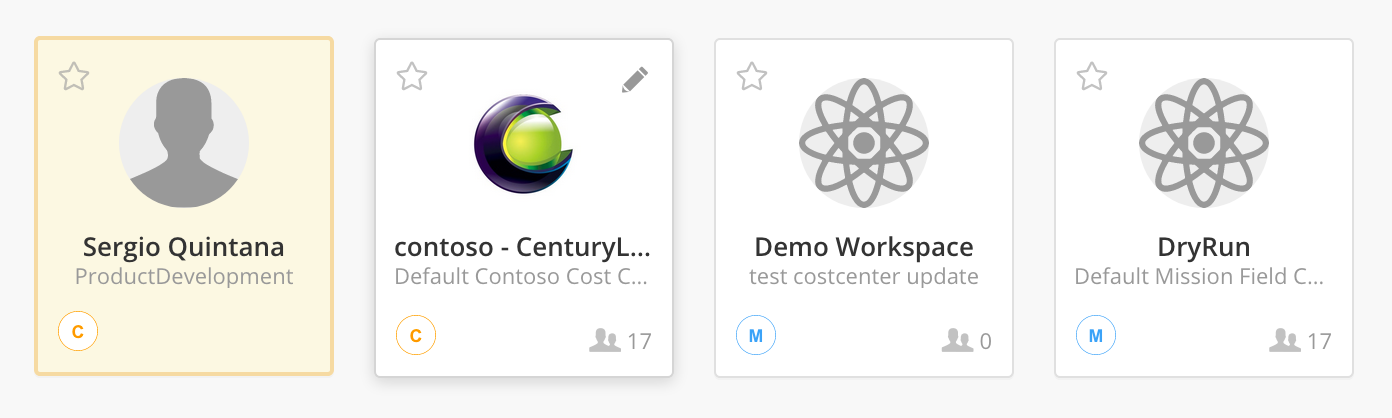 Sergio Quintana
ProductDevelopment
C
contoso - CenturyL...
Default Contoso Cost C...
C
17
Demo Workspace
test costcenter update
M
0
DryRun
Default Mission Field C...
M
17